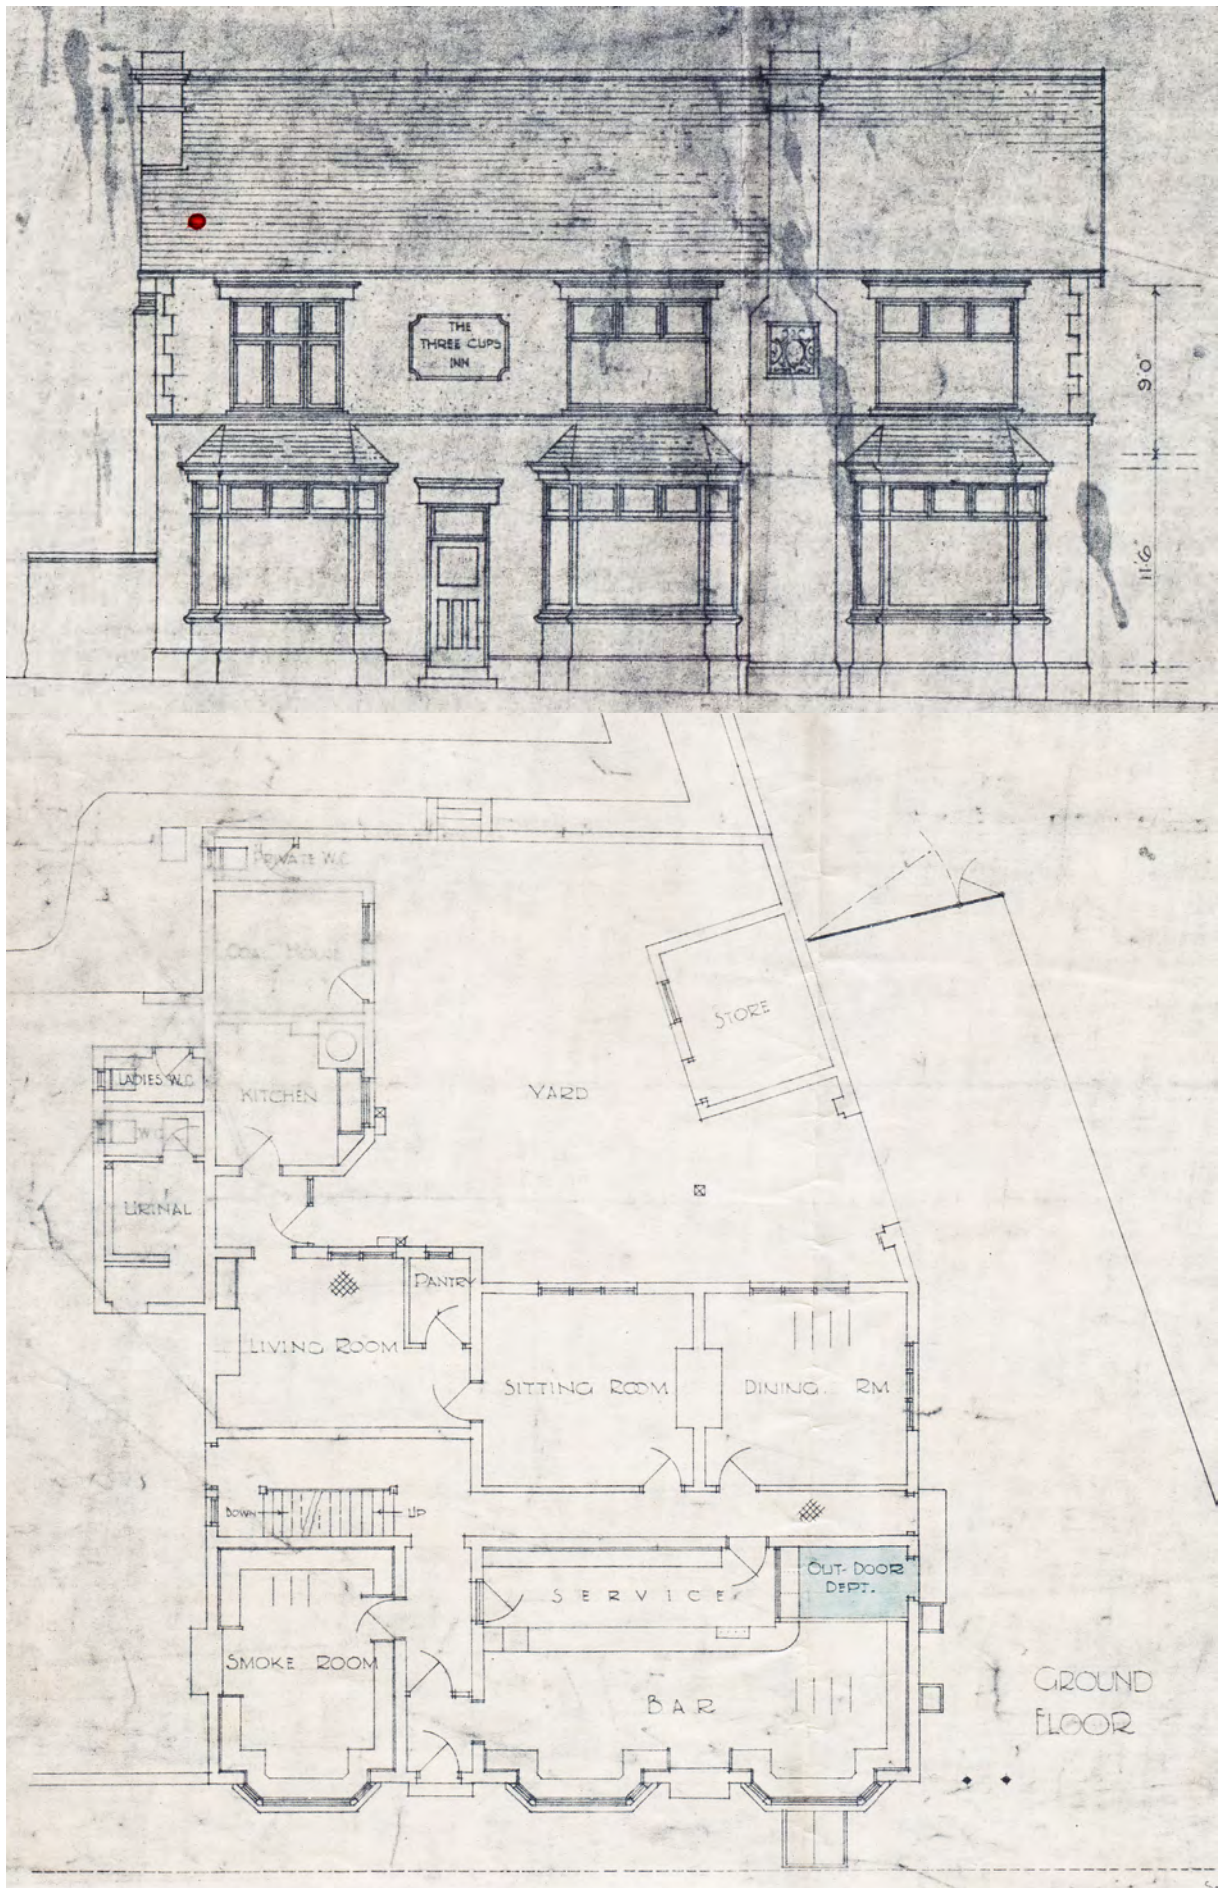 THE
THREE CUPS
INN
9'0"
11'6"
PRIVATE W.C
COAL HOUSE
STORE
LADIES W.C
KITCHEN
YARD
W.C
URINAL
PANTRY
LIVING ROOM
SITTING ROOM
DINING RM
DOWN
UP
OUT-DOOR
DEPT.
SERVICE
SMOKE ROOM
BAR
GROUND
FLOOR